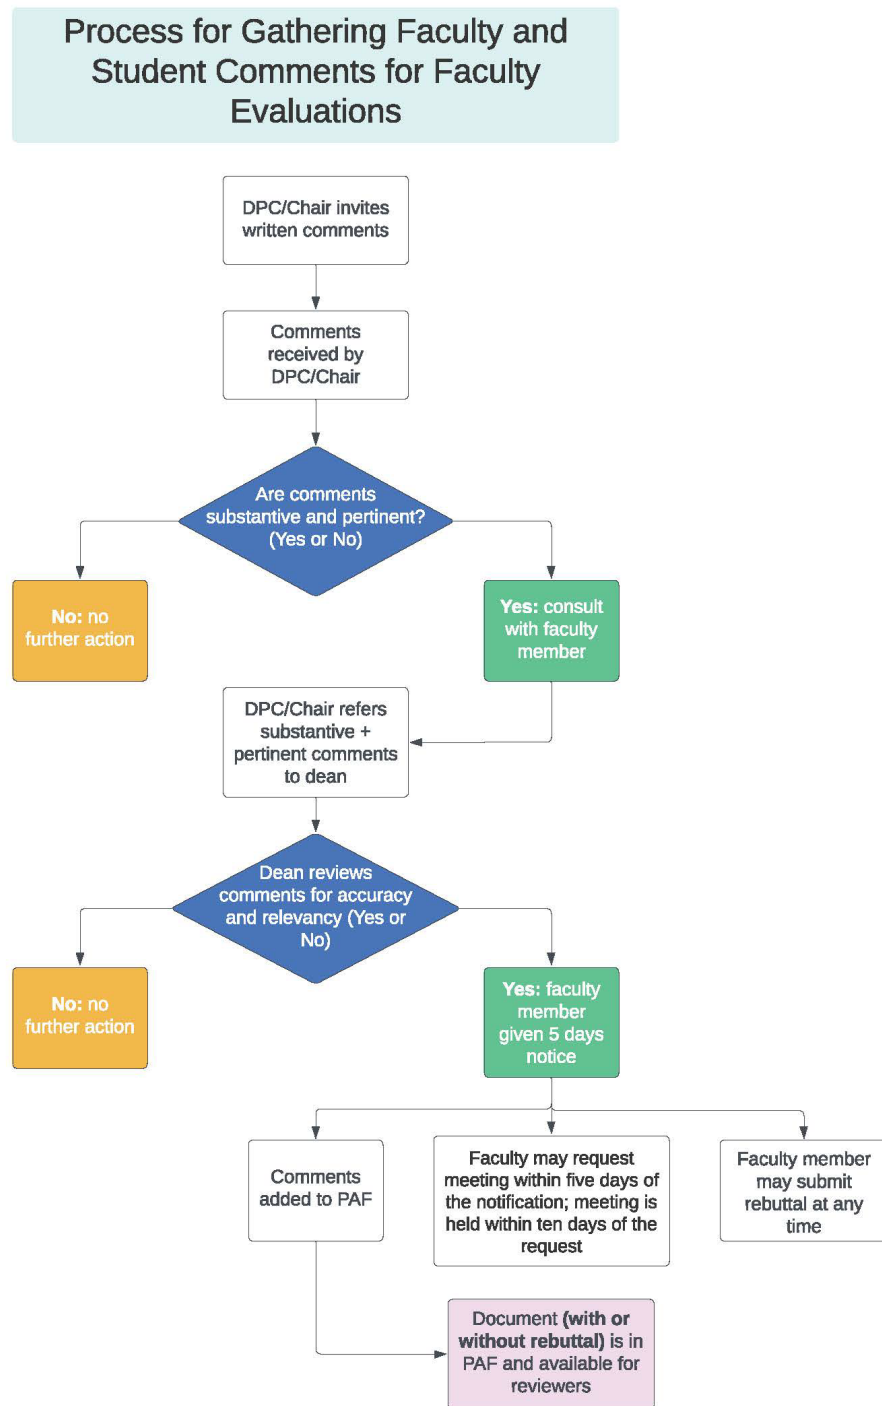 Process for Gathering Faculty and
Student Comments for Faculty
Evaluations
DPC/Chair invites
written comments
Comments
received by
DPC/Chair
Are comments
substantive and pertinent?
(Yes or No)
No: no
further action
Yes: consult
with faculty
member
DPC/Chair refers
substantive +
pertinent comments
to dean
Dean reviews
comments for accuracy
and relevancy (Yes or
No)
No: no
further action
Yes: faculty
member
given 5 days
notice
Comments
added to PAF
Faculty may request
meeting within five days of
the notification; meeting is
held within ten days of the
request
Faculty member
may submit
rebuttal at any
time
Document (with or
without rebuttal) is in
PAF and available for
reviewers